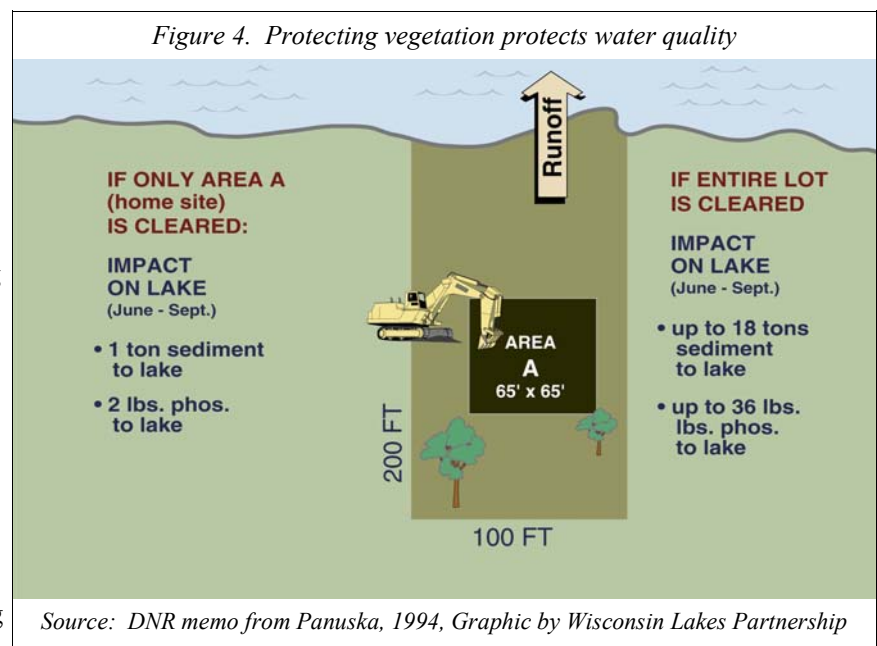 Figure 4. Protecting vegetation protects water quality
Runoff
IF ONLY AREA A
(home site)
IS CLEARED:
IMPACT
ON LAKE
(June - Sept.)
• 1 ton sediment
to lake
• 2 lbs. phos.
to lake
AREA
A
65' x 65'
200 FT
100 FT
IF ENTIRE LOT
IS CLEARED
IMPACT
ON LAKE
(June - Sept.)
• up to 18 tons
sediment
to lake
• up to 36 lbs.
lbs. phos.
to lake
Source: DNR memo from Panuska, 1994, Graphic by Wisconsin Lakes Partnership